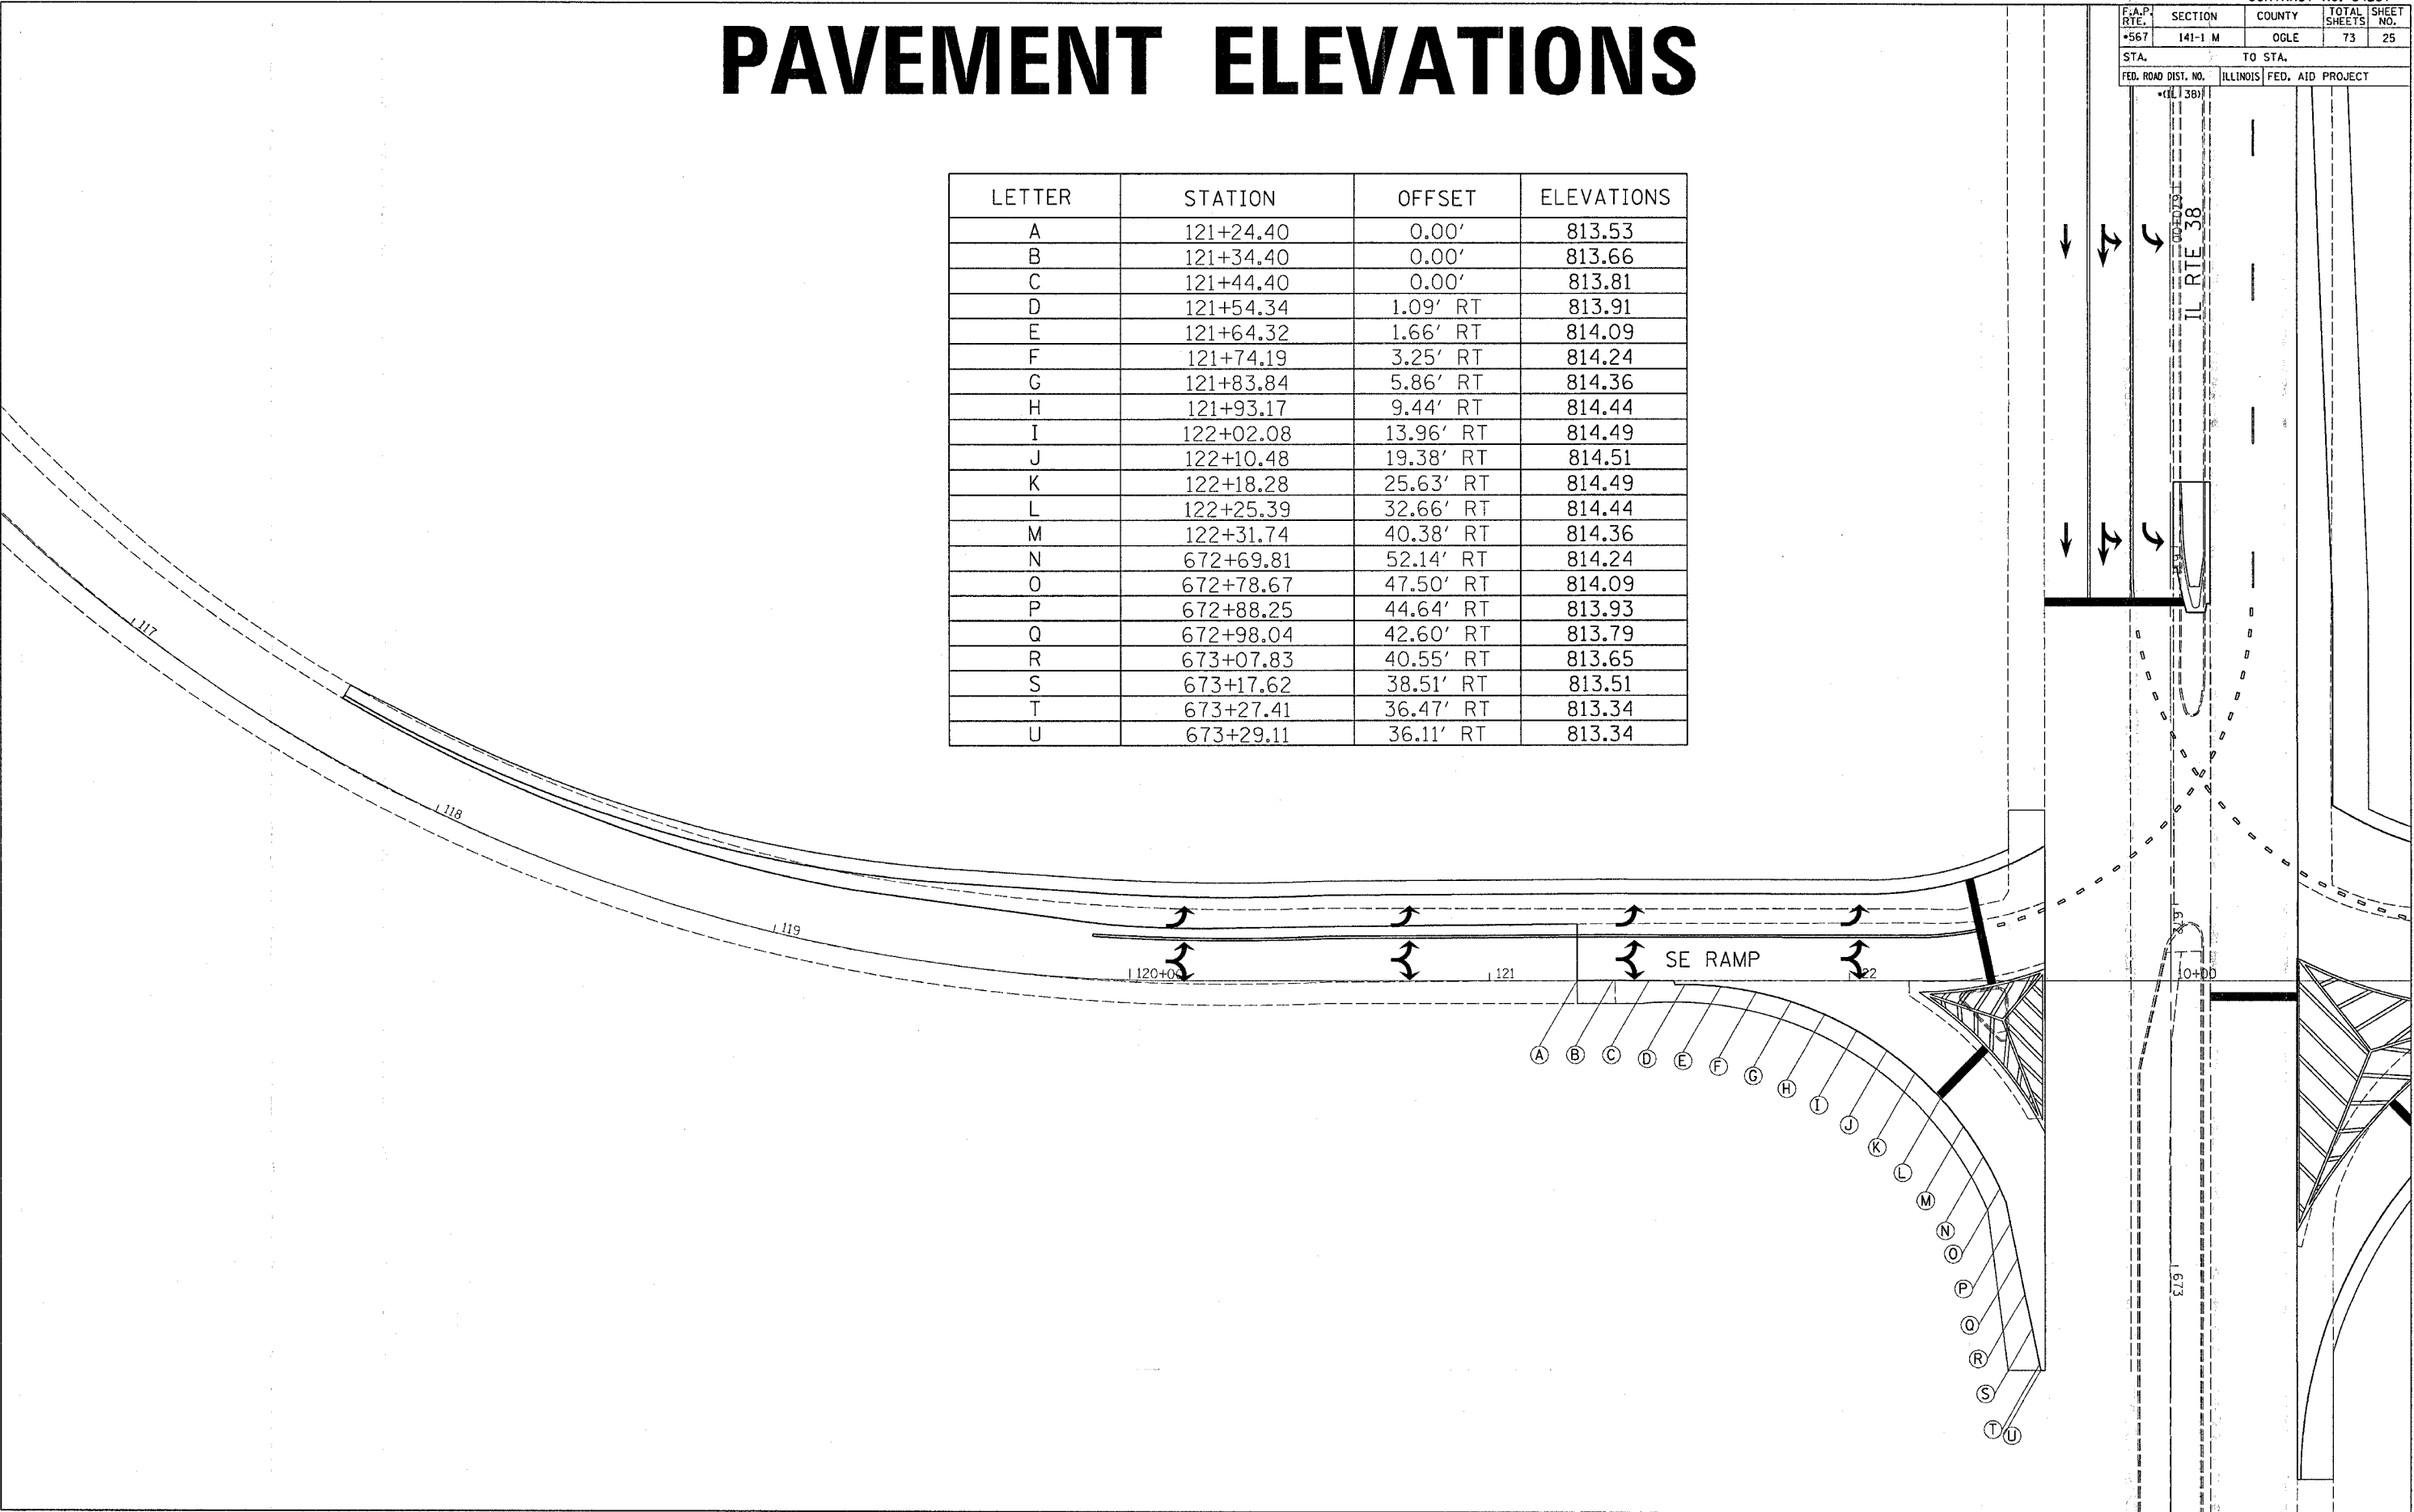 PAVEMENT ELEVATIONS
F.A.P. RTE. SECTION COUNTY TOTAL SHEETS SHEET NO.
*567 141-1 M OGLE 73 25
STA. TO STA.
FED. ROAD DIST. NO. ILLINOIS FED. AID PROJECT
*(IL 38)
LETTER STATION OFFSET ELEVATIONS
A 121+24.40 0.00' 813.53
B 121+34.40 0.00' 813.66
C 121+44.40 0.00' 813.81
D 121+54.34 1.09' RT 813.91
E 121+64.32 1.66' RT 814.09
F 121+74.19 3.25' RT 814.24
G 121+83.84 5.86' RT 814.36
H 121+93.17 9.44' RT 814.44
I 122+02.08 13.96' RT 814.49
J 122+10.48 19.38' RT 814.51
K 122+18.28 25.63' RT 814.49
L 122+25.39 32.66' RT 814.44
M 122+31.74 40.38' RT 814.36
N 672+69.81 52.14' RT 814.24
O 672+78.67 47.50' RT 814.09
P 672+88.25 44.64' RT 813.93
Q 672+98.04 42.60' RT 813.79
R 673+07.83 40.55' RT 813.65
S 673+17.62 38.51' RT 813.51
T 673+27.41 36.47' RT 813.34
U 673+29.11 36.11' RT 813.34
670+00
IL RTE 38
117
118
119
120+00
121
SE RAMP
122
672
10+00
673
A
B
C
D
E
F
G
H
I
J
K
L
M
N
O
P
Q
R
S
T
U